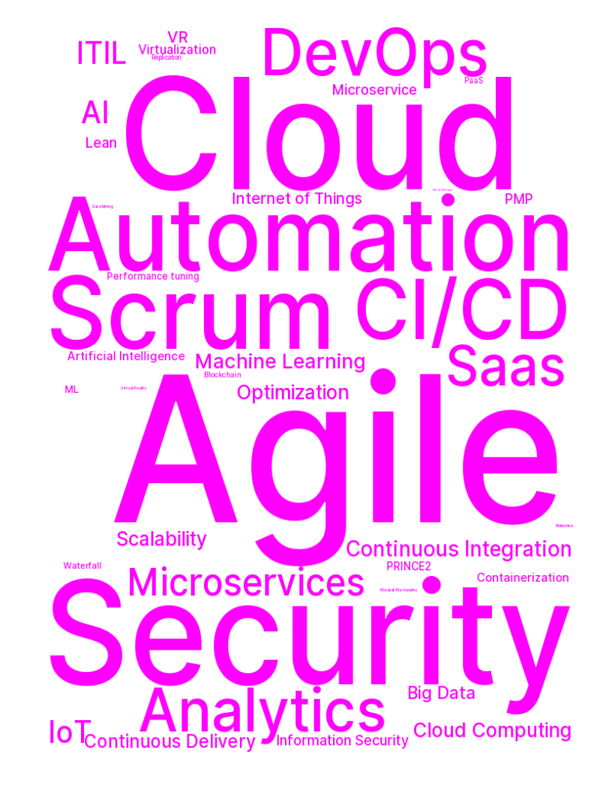 DevOps
VR
ITIL
Virtualization
Replication
PaaS
Cloud
Microservice
AI
Lean
Internet of Things
PMP
Automation
Performance tuning
Scrum
CI/CD
Artificial Intelligence
Machine Learning
Saas
Blockchain
ML
Optimization
Agile
Scalability
Continuous Integration
Waterfall
PRINCE2
Microservices
Containerization
Security
Big Data
Analytics
IoT
Cloud Computing
Continuous Delivery
Information Security